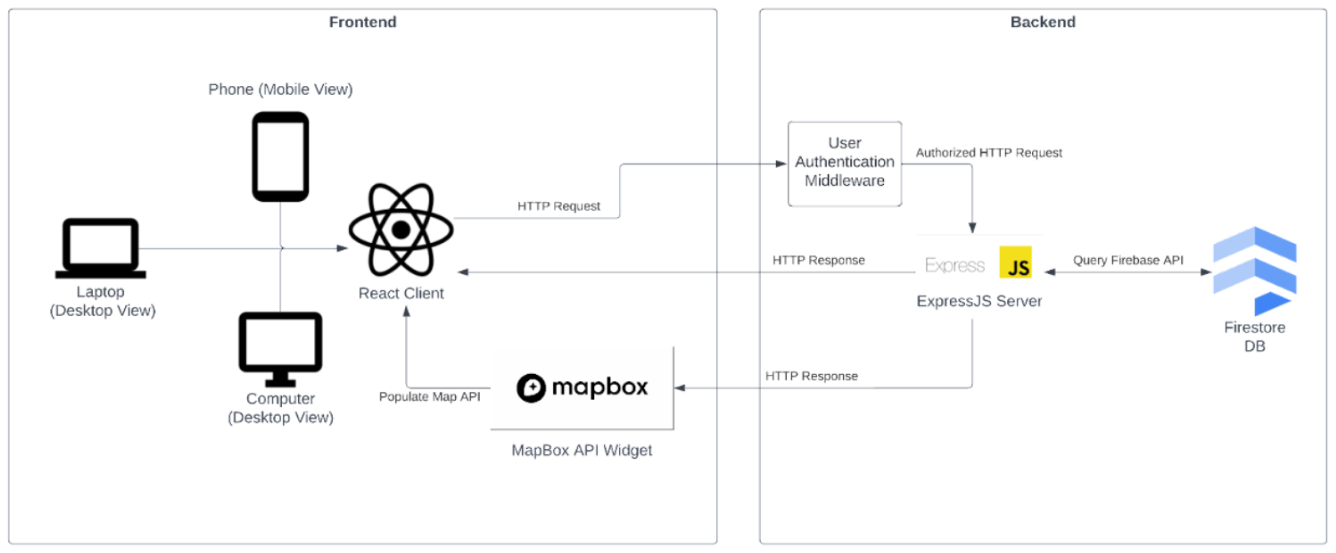 Frontend
Backend
Phone (Mobile View)
User
Authentication
Middleware
Authorized HTTP Request
HTTP Request
Laptop
(Desktop View)
React Client
HTTP Response
Express
JS
ExpressJS Server
Query Firebase API
Firestore
DB
Computer
(Desktop View)
Populate Map API
mapbox
MapBox API Widget
HTTP Response